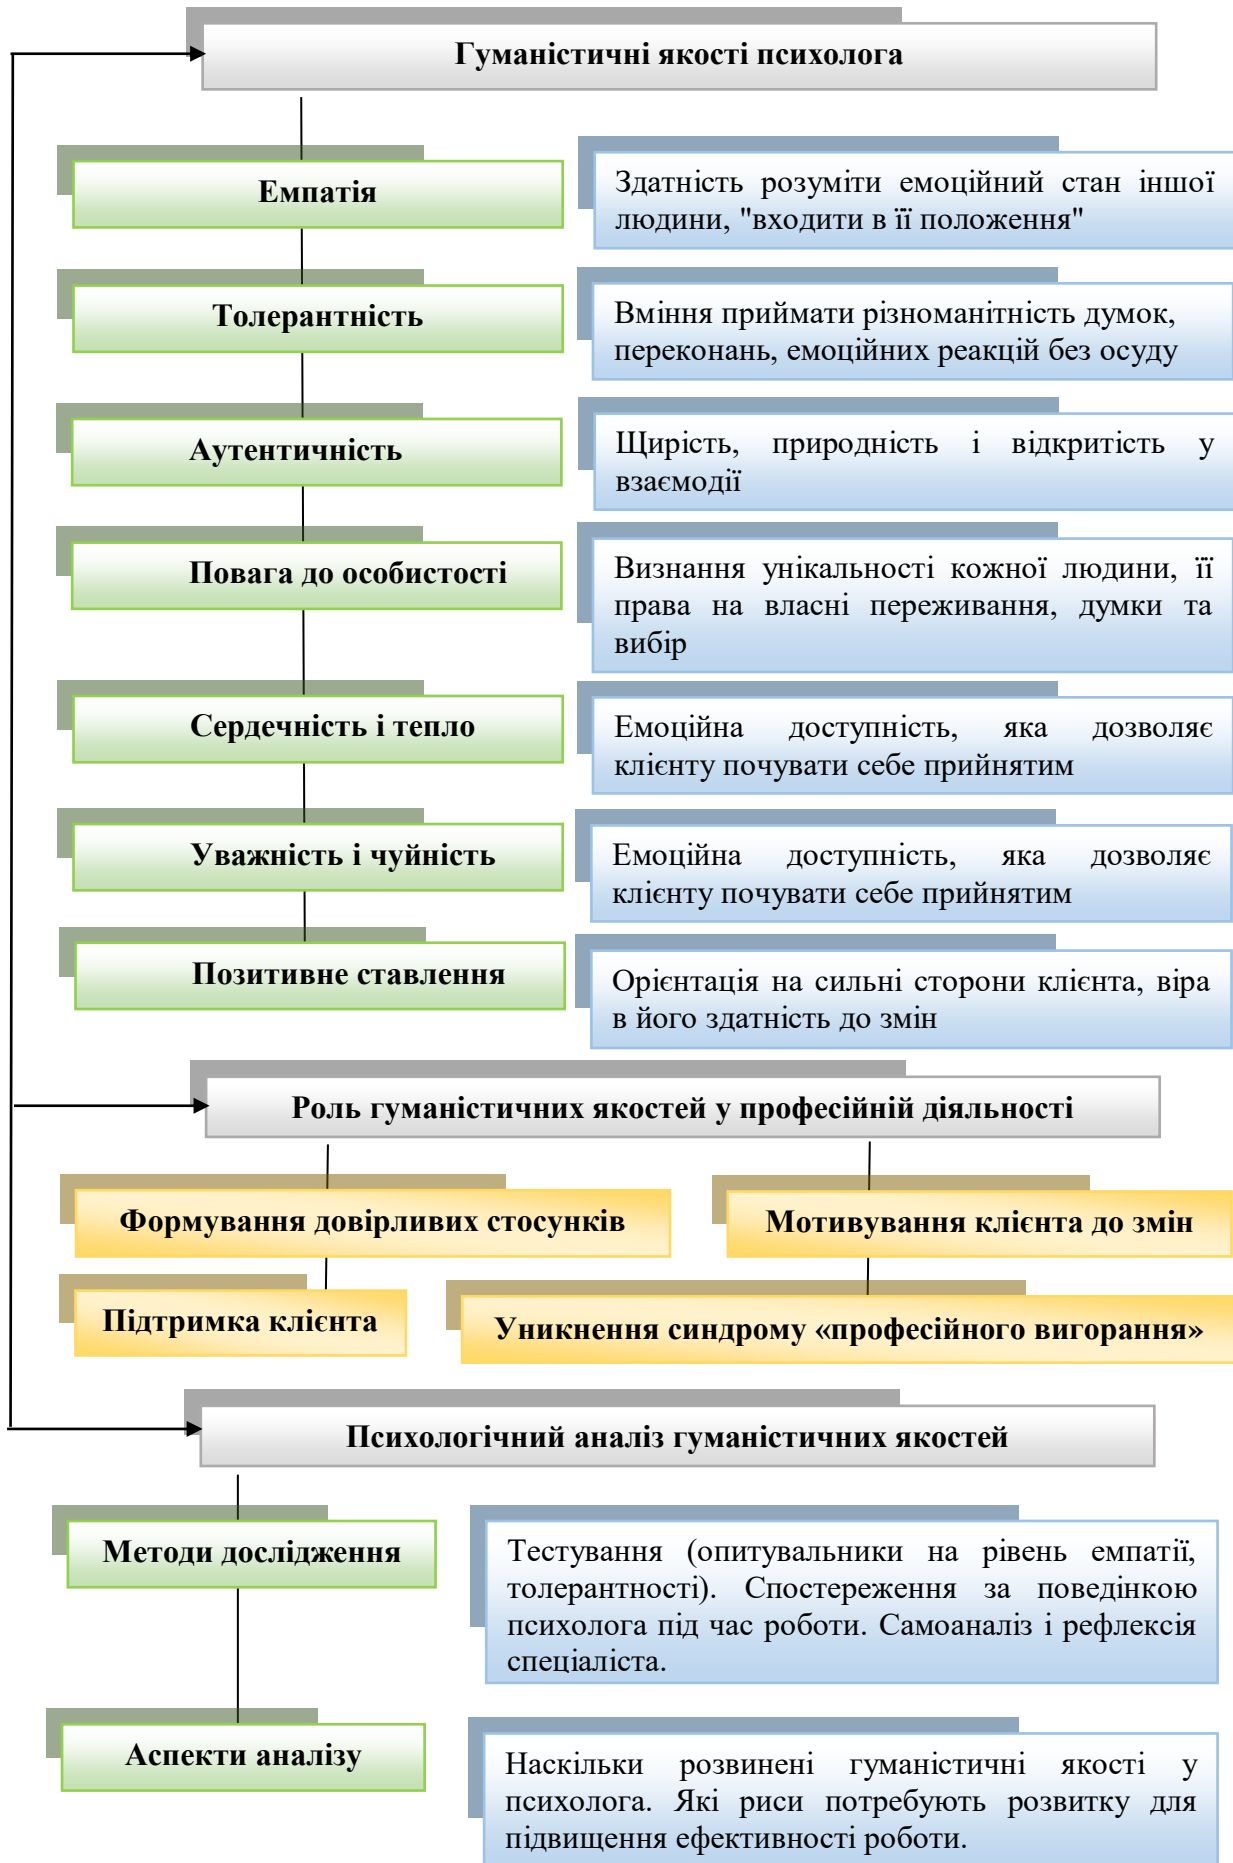 Гуманістичні якості психолога
Емпатія
Здатність розуміти емоційний стан іншої
людини, "входити в її положення"
Толерантність
Вміння приймати різноманітність думок,
переконань, емоційних реакцій без осуду
Аутентичність
Щирість, природність і відкритість у
взаємодії
Повага до особистості
Визнання унікальності кожної людини, її
права на власні переживання, думки та
вибір
Сердечність і тепло
Емоційна доступність, яка дозволяє
клієнту почувати себе прийнятим
Уважність і чуйність
Емоційна доступність, яка дозволяє
клієнту почувати себе прийнятим
Позитивне ставлення
Орієнтація на сильні сторони клієнта, віра
в його здатність до змін
Роль гуманістичних якостей у професійній діяльності
Формування довірливих стосунків
Мотивування клієнта до змін
Підтримка клієнта
Уникнення синдрому «професійного вигорання»
Психологічний аналіз гуманістичних якостей
Методи дослідження
Тестування (опитувальники на рівень емпатії,
толерантності). Спостереження за поведінкою
психолога під час роботи. Самоаналіз і рефлексія
спеціаліста.
Аспекти аналізу
Наскільки розвинені гуманістичні якості у
психолога. Які риси потребують розвитку для
підвищення ефективності роботи.